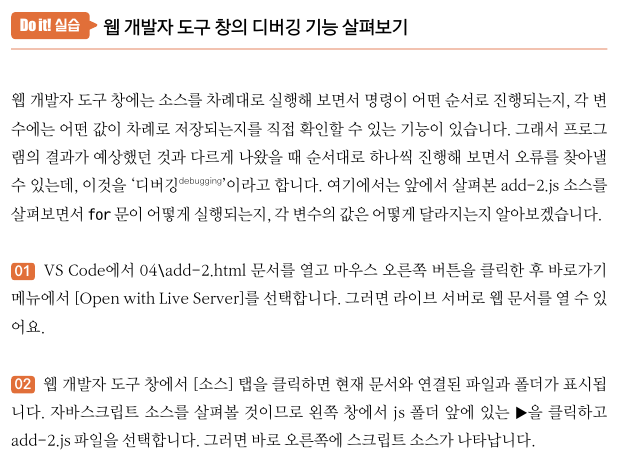 Do it! 실습 웹 개발자 도구 창의 디버깅 기능 살펴보기
웹 개발자 도구 창에는 소스를 차례대로 실행해 보면서 명령이 어떤 순서로 진행되는지, 각 변
수에는 어떤 값이 차례로 저장되는지를 직접 확인할 수 있는 기능이 있습니다. 그래서 프로그
램의 결과가 예상했던 것과 다르게 나왔을 때 순서대로 하나씩 진행해 보면서 오류를 찾아낼
수 있는데, 이것을 ‘디버깅debugging’이라고 합니다. 여기에서는 앞에서 살펴본 add-2.js 소스를
살펴보면서 for 문이 어떻게 실행되는지, 각 변수의 값은 어떻게 달라지는지 알아보겠습니다.
01 VS Code에서 04\add-2.html 문서를 열고 마우스 오른쪽 버튼을 클릭한 후 바로가기
메뉴에서 [Open with Live Server]를 선택합니다. 그러면 라이브 서버로 웹 문서를 열 수 있
어요.
02 웹 개발자 도구 창에서 [소스] 탭을 클릭하면 현재 문서와 연결된 파일과 폴더가 표시됩
니다. 자바스크립트 소스를 살펴볼 것이므로 왼쪽 창에서 js 폴더 앞에 있는 ▶을 클릭하고
add-2.js 파일을 선택합니다. 그러면 바로 오른쪽에 스크립트 소스가 나타납니다.